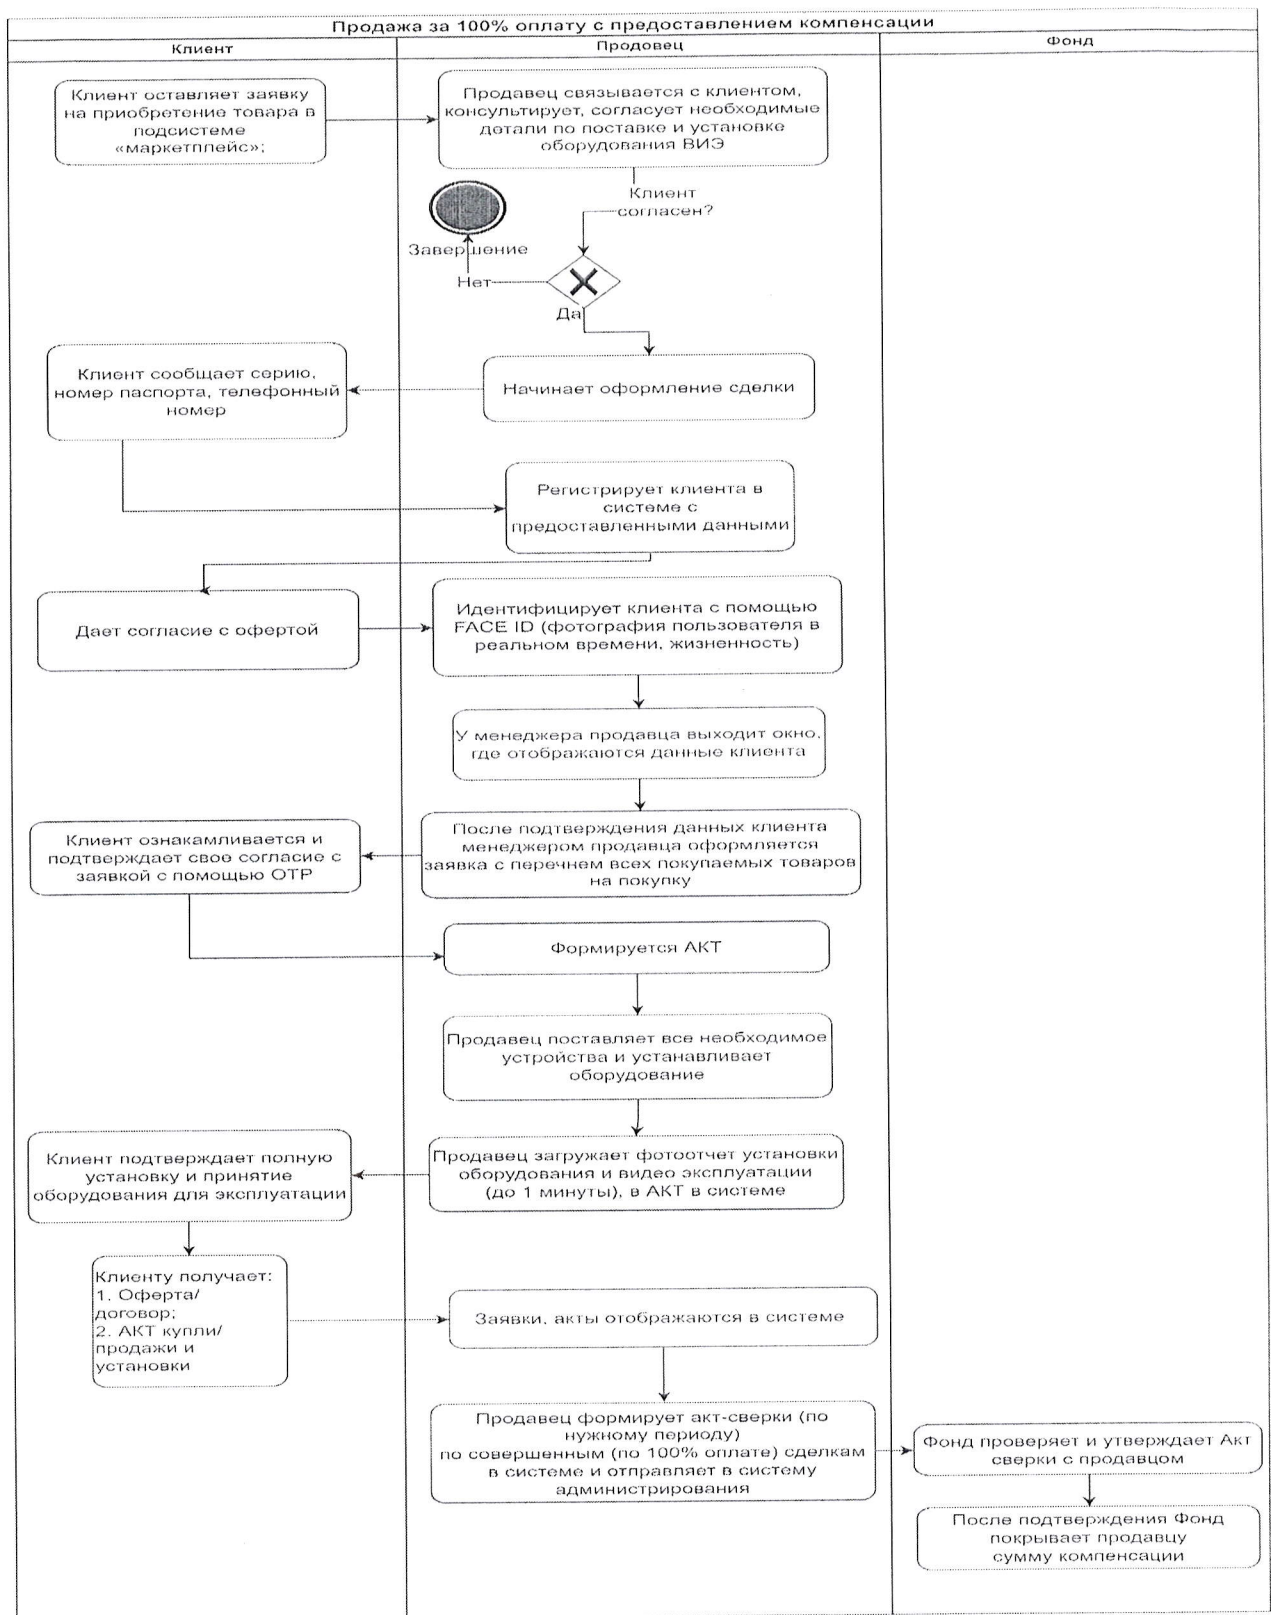 Продажа за 100% оплату с предоставлением компенсации
Клиент
Продовец
Фонд
Клиент оставляет заявку
на приобретение товара в
подсистеме
«маркетплейс»;
Продавец связывается с клиентом,
консультирует, согласует необходимые
детали по поставке и установке
оборудования ВИЭ
Клиент
согласен?
Завершение
Нет
Да
Начинает оформление сделки
Клиент сообщает серию,
номер паспорта, телефонный
номер
Регистрирует клиента в
системе с
предоставленными данными
Дает согласие с офертой
Идентифицирует клиента с помощью
FACE ID (фотография пользователя в
реальном времени, жизненность)
У менеджера продавца выходит окно,
где отображаются данные клиента
После подтверждения данных клиента
менеджером продавца оформляется
заявка с перечнем всех покупаемых товаров
на покупку
Клиент ознакамливается и
подтверждает свое согласие с
заявкой с помощью ОТР
Формируется АКТ
Продавец поставляет все необходимое
устройства и устанавливает
оборудование
Продавец загружает фотоотчет установки
оборудования и видео эксплуатации
(до 1 минуты), в АКТ в системе
Клиент подтверждает полную
установку и принятие
оборудования для эксплуатации
Клиенту получает:
1. Оферта/
договор;
2. АКТ купли/
продажи и
установки
Заявки, акты отображаются в системе
Продавец формирует акт-сверки (по
нужному периоду)
по совершенным (по 100% оплате) сделкам
в системе и отправляет в систему
администрирования
Фонд проверяет и утверждает Акт
сверки с продавцом
После подтверждения Фонд
покрывает продавцу
сумму компенсации